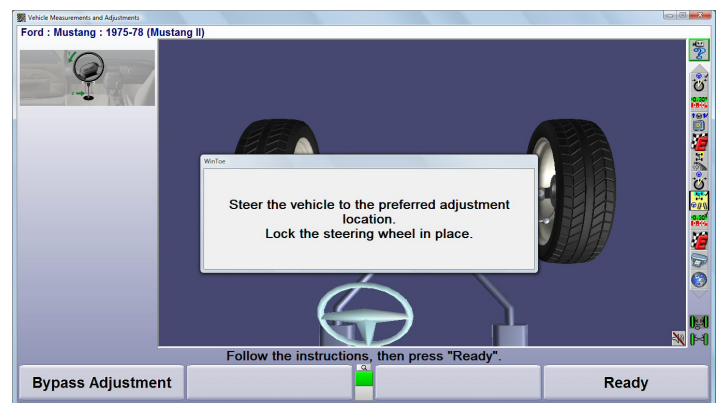 Vehicle Measurements and Adjustments
Ford : Mustang : 1975-78 (Mustang II)
WinToe
Steer the vehicle to the preferred adjustment
location.
Lock the steering wheel in place.
Follow the instructions, then press "Ready".
Bypass Adjustment
Ready